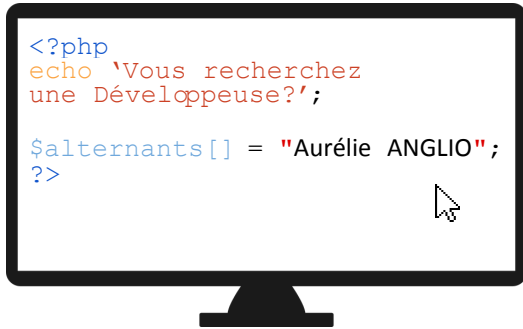 <?php
echo ‘Vous recherchez
une Développeuse?’;
$alternants[] = "Aurélie ANGLIO";
?>